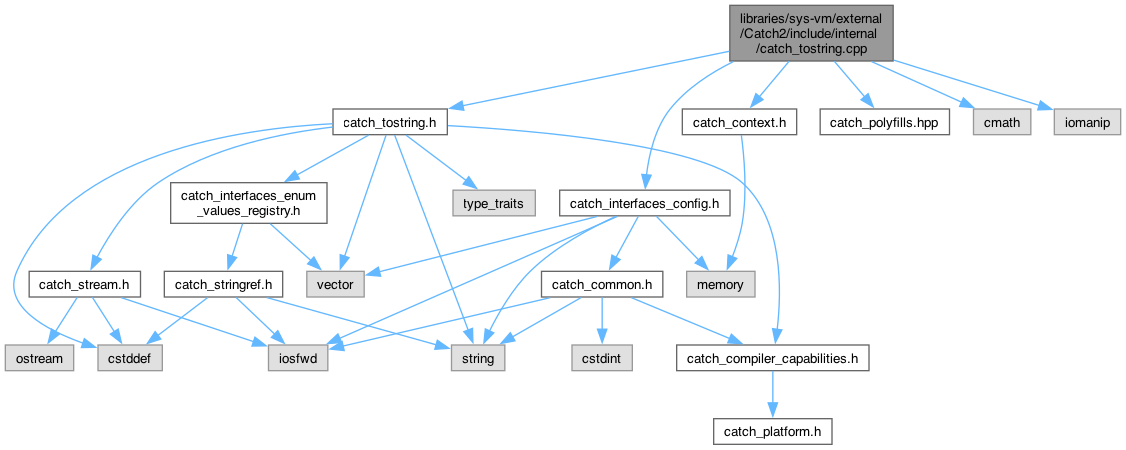 libraries/sys-vm/external
/Catch2/include/internal
/catch_tostring.cpp
catch_tostring.h
catch_context.h
catch_polyfills.hpp
cmath
iomanip
catch_interfaces_enum
_values_registry.h
type_traits
catch_interfaces_config.h
catch_stream.h
catch_stringref.h
vector
catch_common.h
memory
ostream
cstddef
iosfwd
string
cstdint
catch_compiler_capabilities.h
catch_platform.h